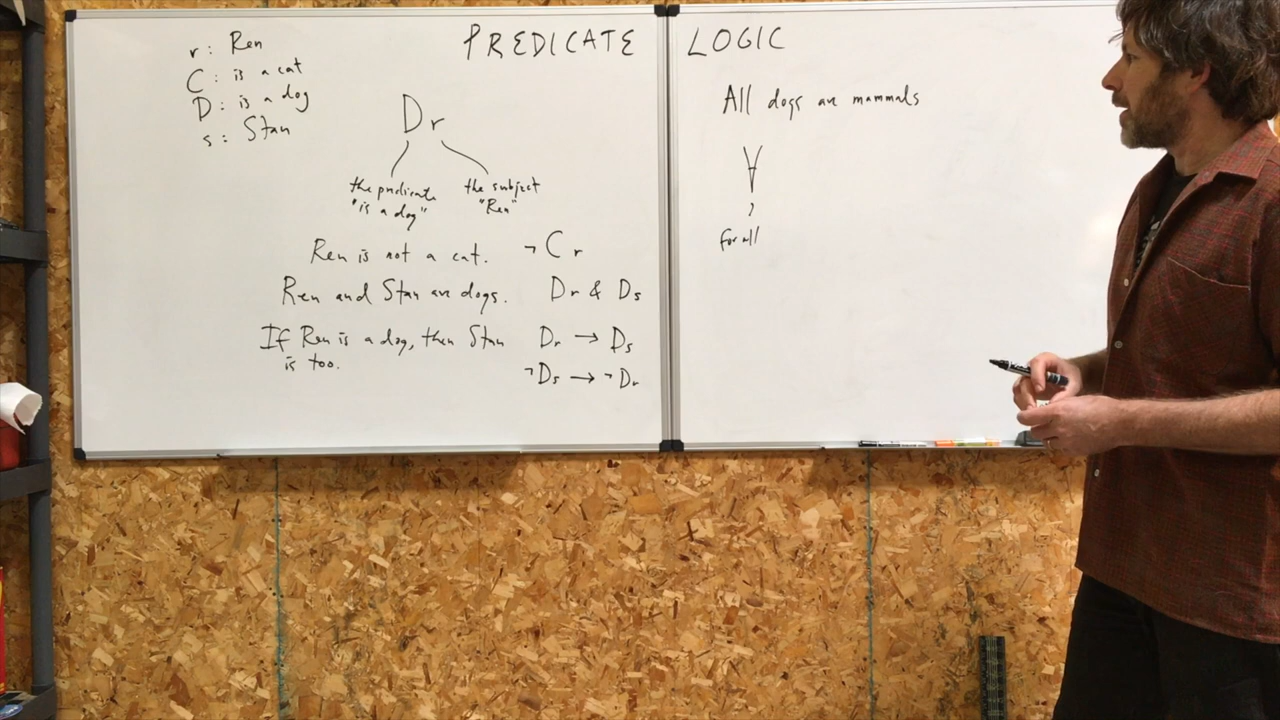 PREDICATE LOGIC
r: Ren
C: is a cat
D: is a dog
s: Stan
Dr
the predicate
"is a dog"
the subject
"Ren"
Ren is not a cat. ¬Cr
Ren and Stan are dogs. Dr & Ds
If Ren is a dog, then Stan Dr → Ds
is too.
¬Ds → ¬Dr
All dogs are mammals
∀
for all